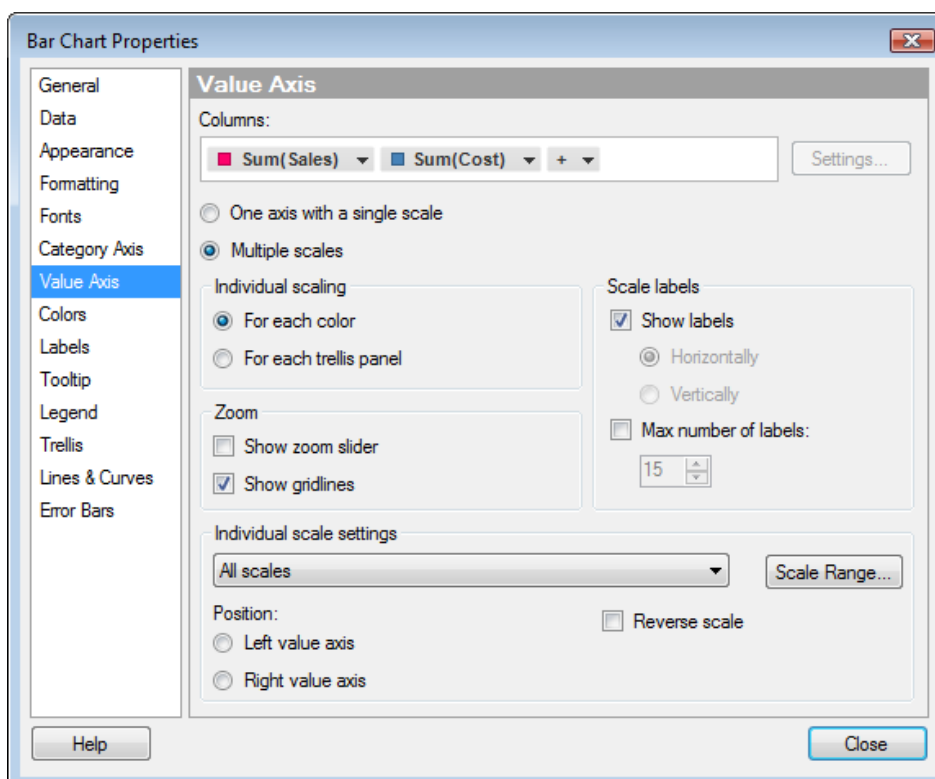 Bar Chart Properties
General
Data
Appearance
Formatting
Fonts
Category Axis
Value Axis
Colors
Labels
Tooltip
Legend
Trellis
Lines & Curves
Error Bars
Value Axis
Columns:
Sum(Sales) Sum(Cost) +
Settings...
One axis with a single scale
Multiple scales
Individual scaling
For each color
For each trellis panel
Zoom
Show zoom slider
Show gridlines
Scale labels
Show labels
Horizontally
Vertically
Max number of labels:
15
Individual scale settings
All scales
Scale Range...
Position:
Left value axis
Right value axis
Reverse scale
Help
Close